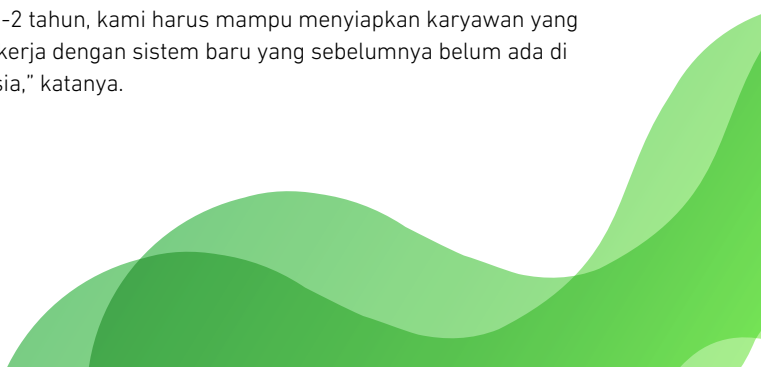 -2 tahun, kami harus mampu menyiapkan karyawan yang
kerja dengan sistem baru yang sebelumnya belum ada di
sia,” katanya.